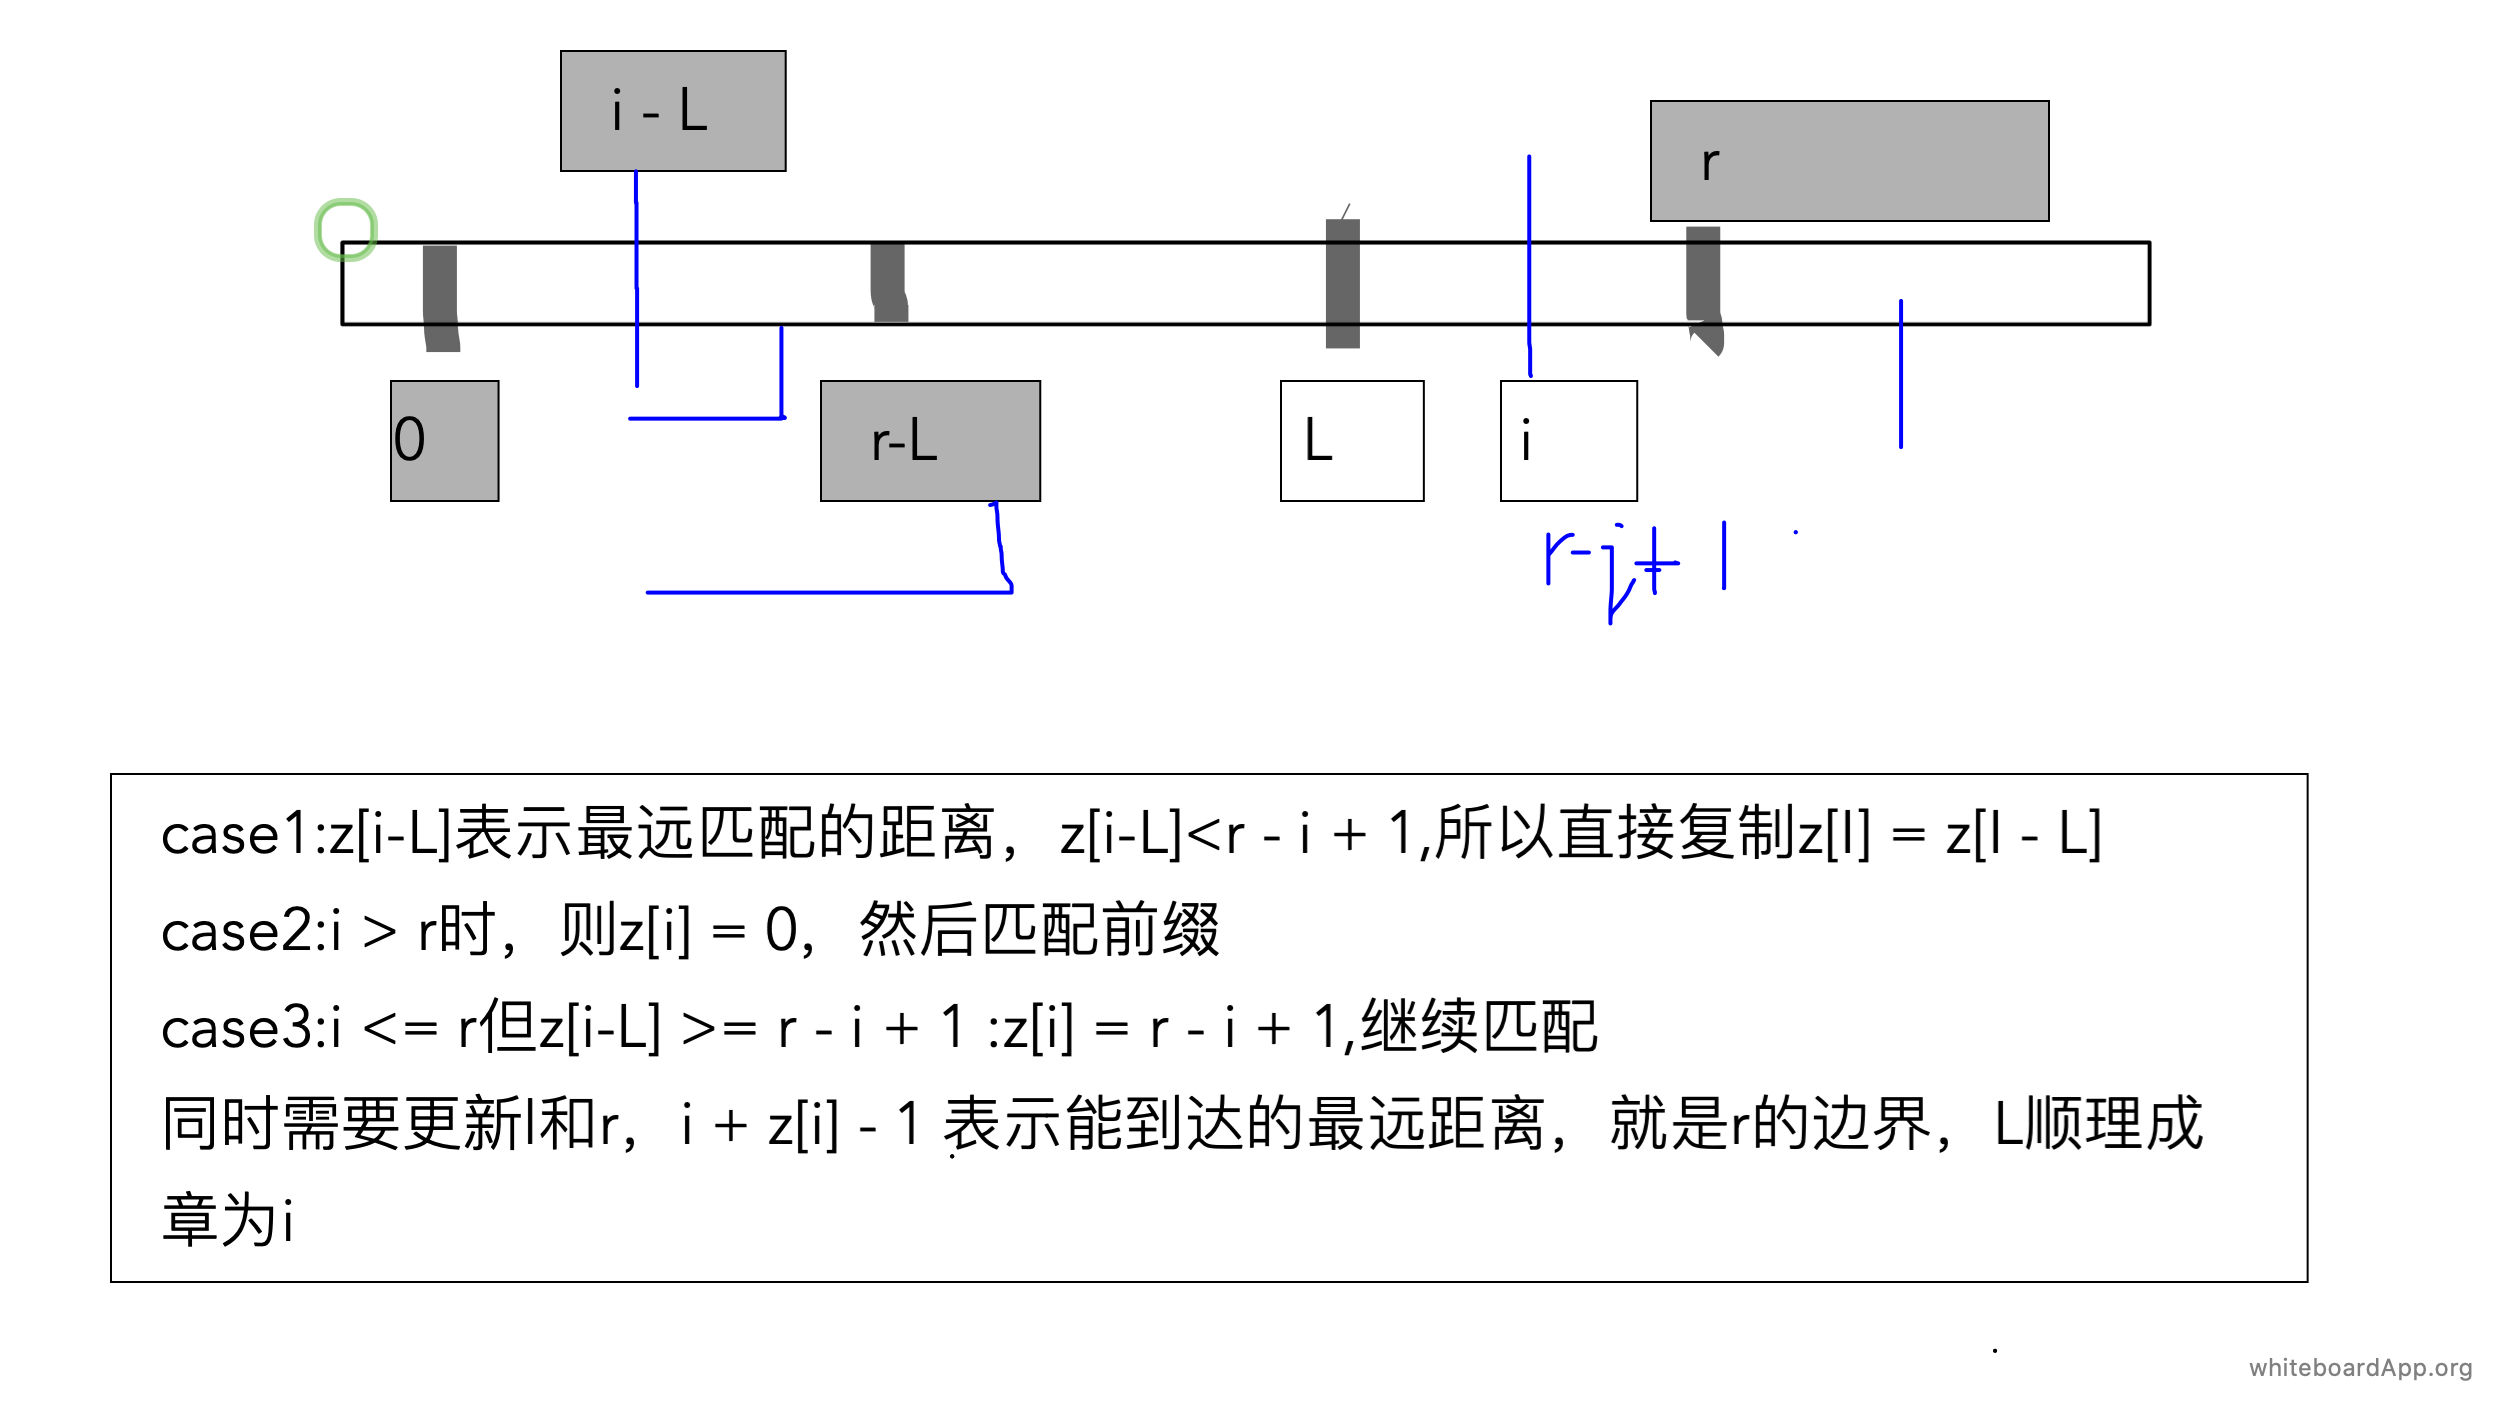 i - L
r
0
r-L
L
i
r-i+1
case1:z[i-L]表示最远匹配的距离，z[i-L]<r - i + 1,所以直接复制z[l] = z[l - L]
case2:i > r时，则z[i] = 0，然后匹配前缀
case3:i <= r但z[i-L] >= r - i + 1 :z[i] = r - i + 1,继续匹配
同时需要更新l和r，i + z[i] - 1 表示能到达的最远距离，就是r的边界，L顺理成
章为i
whiteboardApp.org